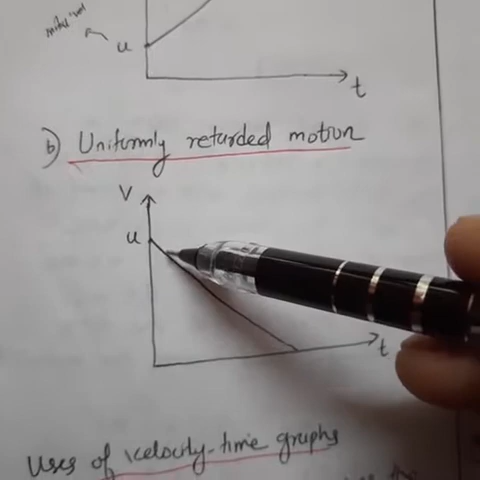 u
t
b) Uniformly retarded motion
V
u
t
Uses of velocity-time graphs